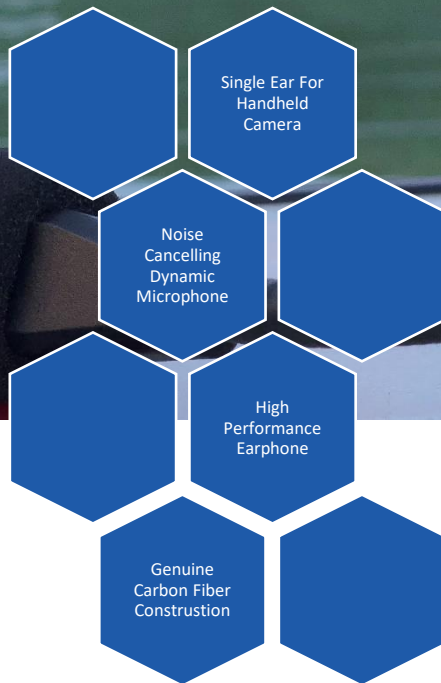 Single Ear For
Handheld
Camera
Noise
Cancelling
Dynamic
Microphone
High
Performance
Earphone
Genuine
Carbon Fiber
Construstion